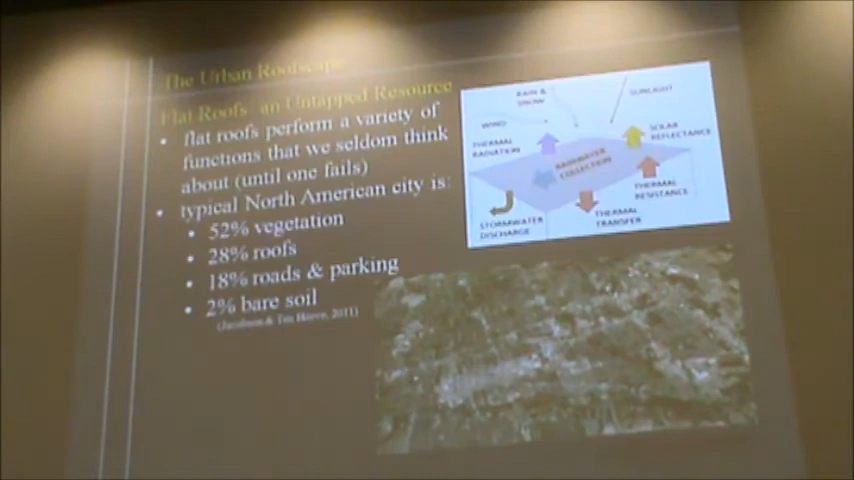 The Urban Roofscape
Flat Roofs- an Untapped Resource
• flat roofs perform a variety of
functions that we seldom think
about (until one fails)
• typical North American city is:
• 52% vegetation
• 28% roofs
• 18% roads & parking
• 2% bare soil
(Jacobson & Ten Hoeve, 2011)
RAIN &
SNOW
SUNLIGHT
WIND
THERMAL
RADIATION
SOLAR
REFLECTANCE
RAINWATER
COLLECTION
THERMAL
RESISTANCE
STORMWATER
DISCHARGE
THERMAL
TRANSFER